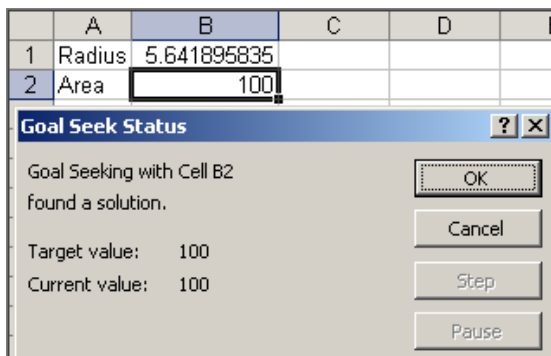 A B C D
1 Radius 5.641895835
2 Area 100
Goal Seek Status ? X
Goal Seeking with Cell B2
found a solution.
Target value: 100
Current value: 100
OK
Cancel
Step
Pause